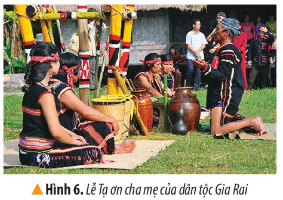 ▲ Hình 6. Lễ Tạ ơn cha mẹ của dân tộc Gia Rai